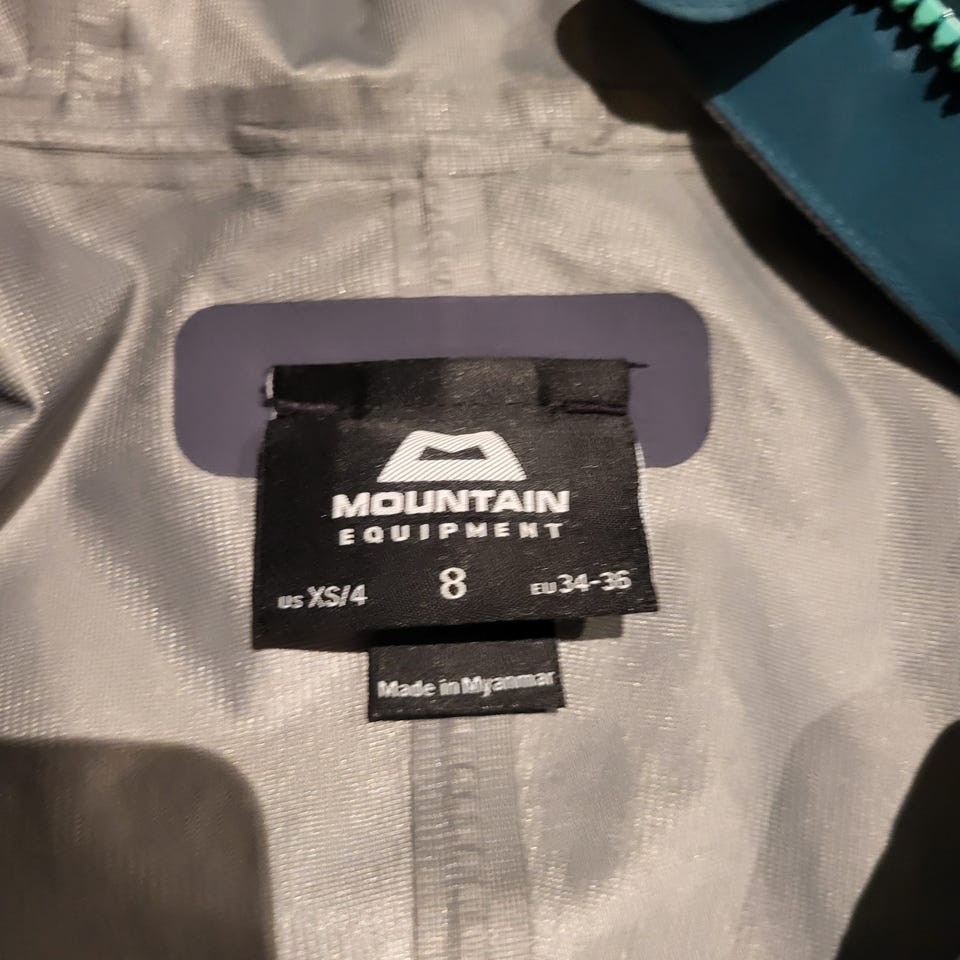 MOUNTAIN
EQUIPMENT
US XS/4 8 EU 34-36
Made in Myanmar